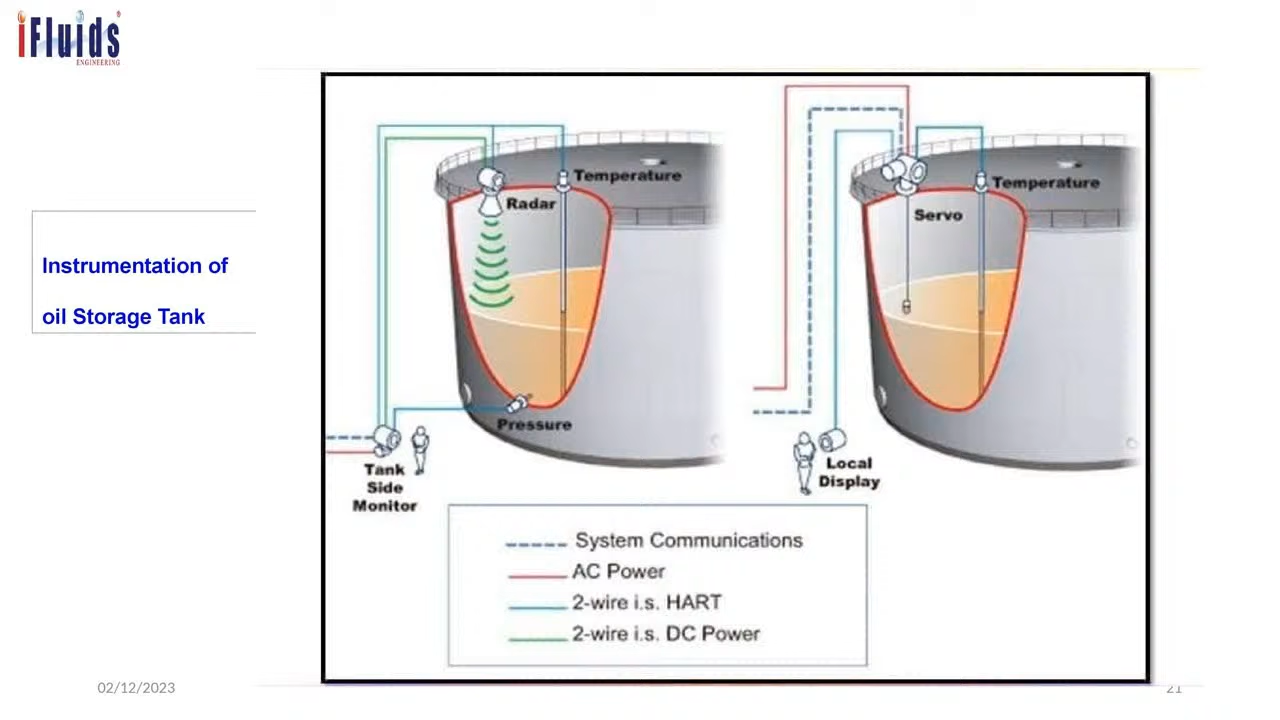 iFluids
ENGINEERING
Instrumentation of
oil Storage Tank
Temperature
Radar
Pressure
Tank
Side
Monitor
Temperature
Servo
Local
Display
System Communications
AC Power
2-wire i.s. HART
2-wire i.s. DC Power
02/12/2023
21